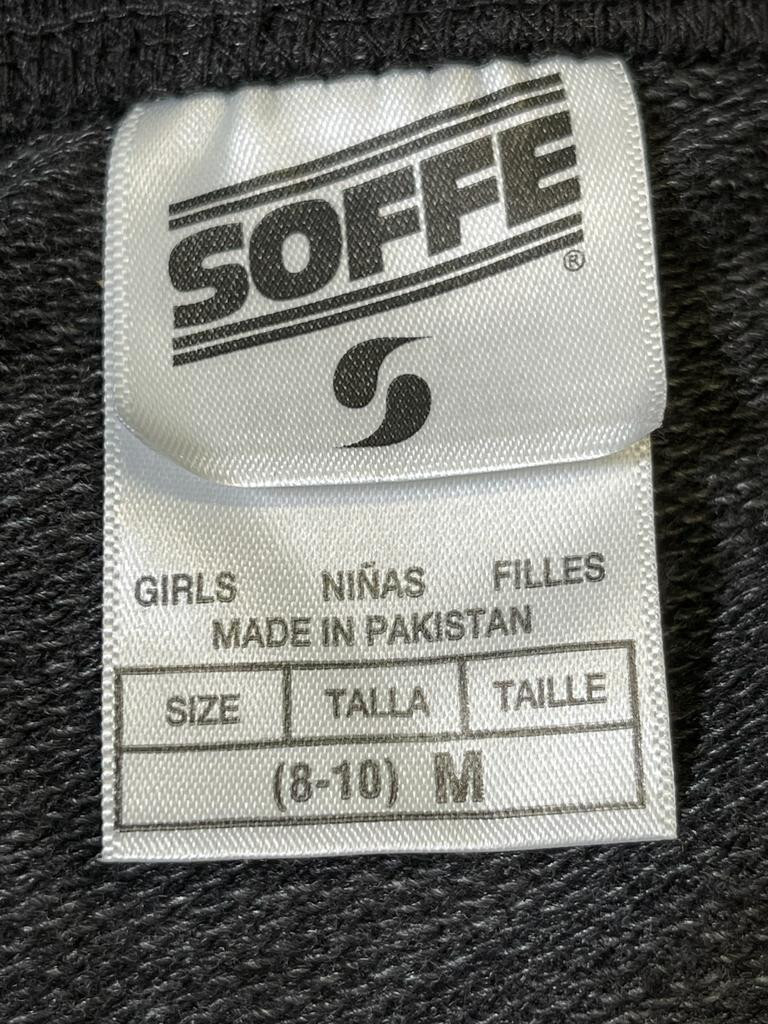 SOFFE
®
GIRLS NIÑAS FILLES
MADE IN PAKISTAN
SIZE TALLA TAILLE
(8-10) M